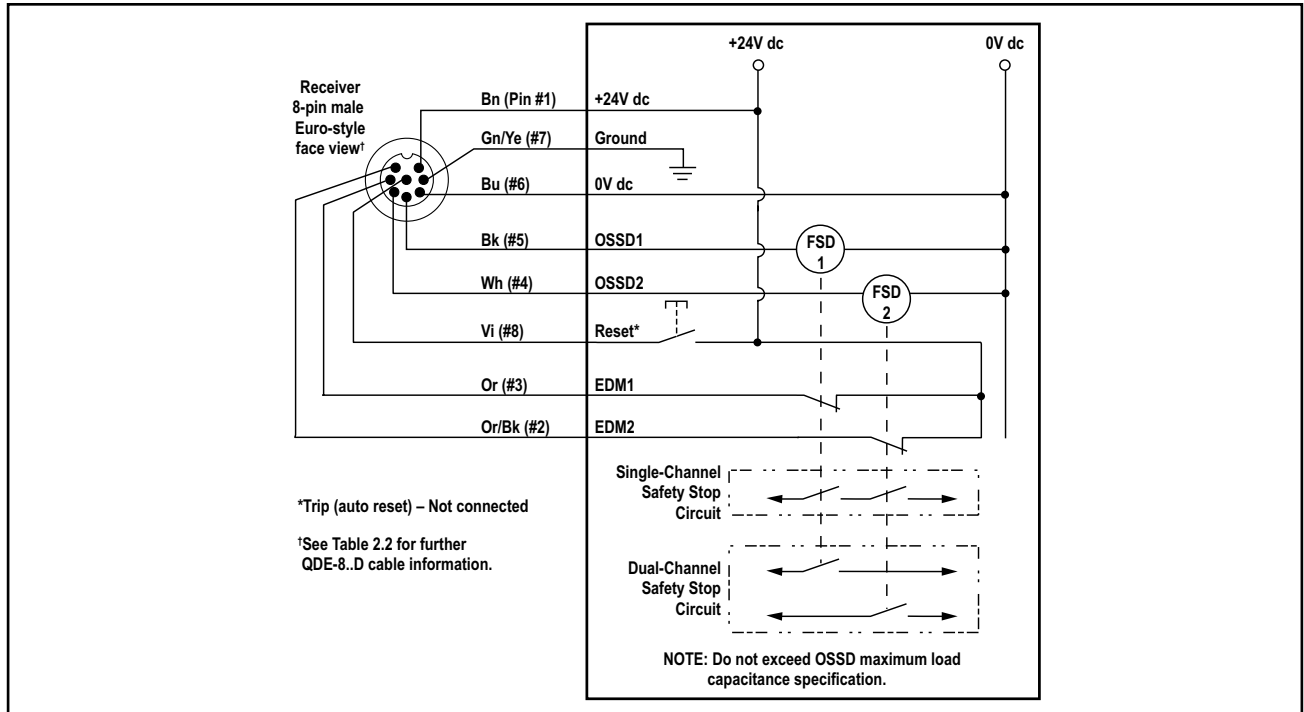 +24V dc
0V dc
Receiver
8-pin male
Euro-style
face view†
Bn (Pin #1)
+24V dc
Gn/Ye (#7)
Ground
Bu (#6)
0V dc
Bk (#5)
OSSD1
FSD
1
Wh (#4)
OSSD2
FSD
2
Vi (#8)
Reset*
Or (#3)
EDM1
Or/Bk (#2)
EDM2
Single-Channel
Safety Stop
Circuit
*Trip (auto reset) – Not connected
†See Table 2.2 for further
QDE-8..D cable information.
Dual-Channel
Safety Stop
Circuit
NOTE: Do not exceed OSSD maximum load
capacitance specification.